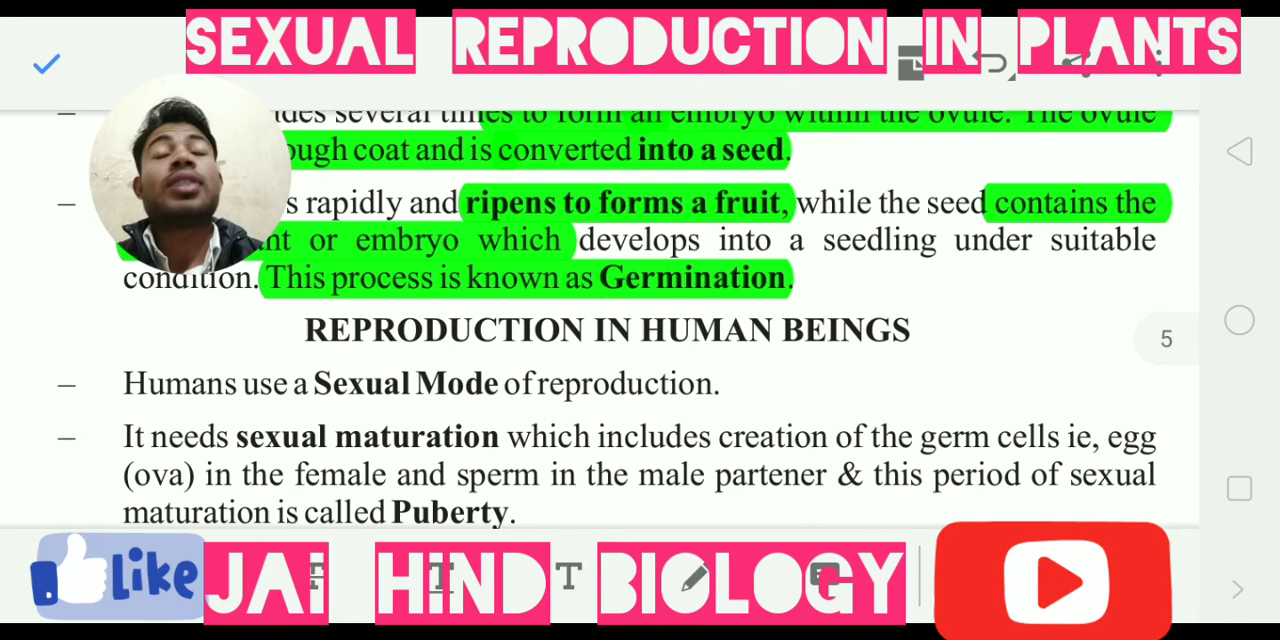 SEXUAL REPRODUCTION IN PLANTS
several times to form an embryo within the ovule. The ovule
tough coat and is converted into a seed.
rapidly and ripens to forms a fruit, while the seed contains the
or embryo which develops into a seedling under suitable
condition. This process is known as Germination.
REPRODUCTION IN HUMAN BEINGS
5
– Humans use a Sexual Mode of reproduction.
– It needs sexual maturation which includes creation of the germ cells ie, egg
(ova) in the female and sperm in the male partener & this period of sexual
maturation is called Puberty.
Like JAi HiND BIOLOGY